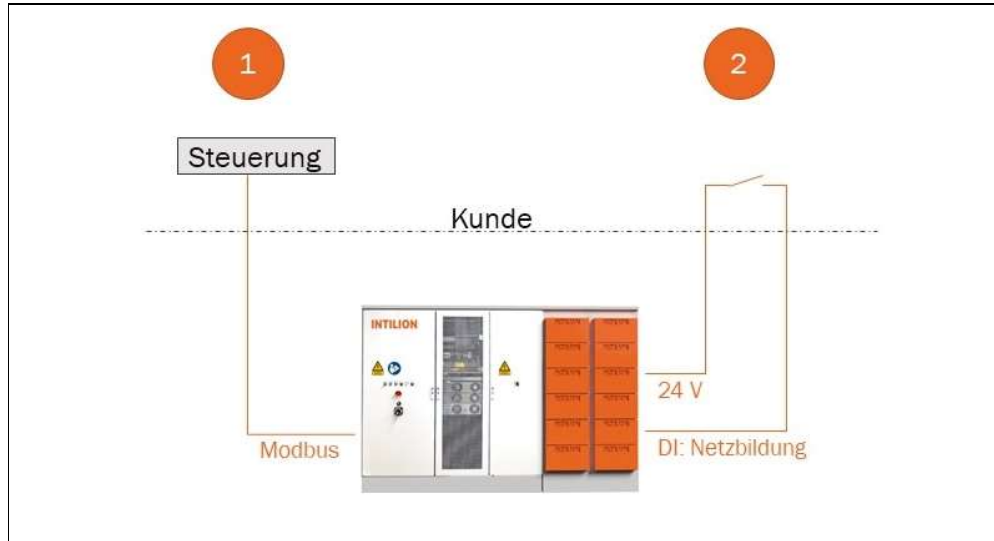 1
2
Steuerung
Kunde
INTILION
24 V
Modbus
DI: Netzbildung